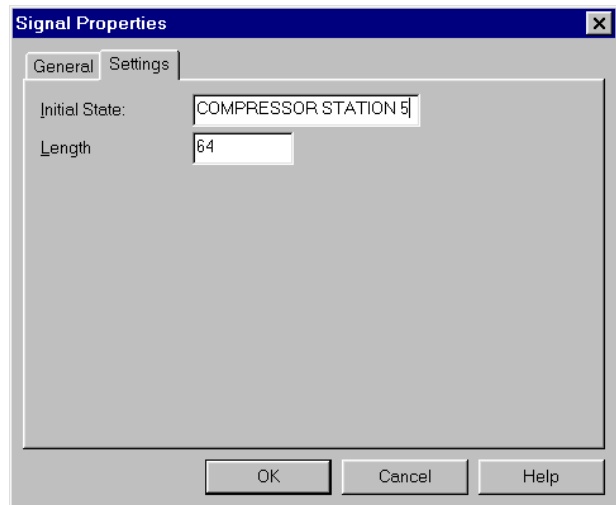 Signal Properties
General Settings
Initial State: COMPRESSOR STATION 5
Length 64
OK Cancel Help